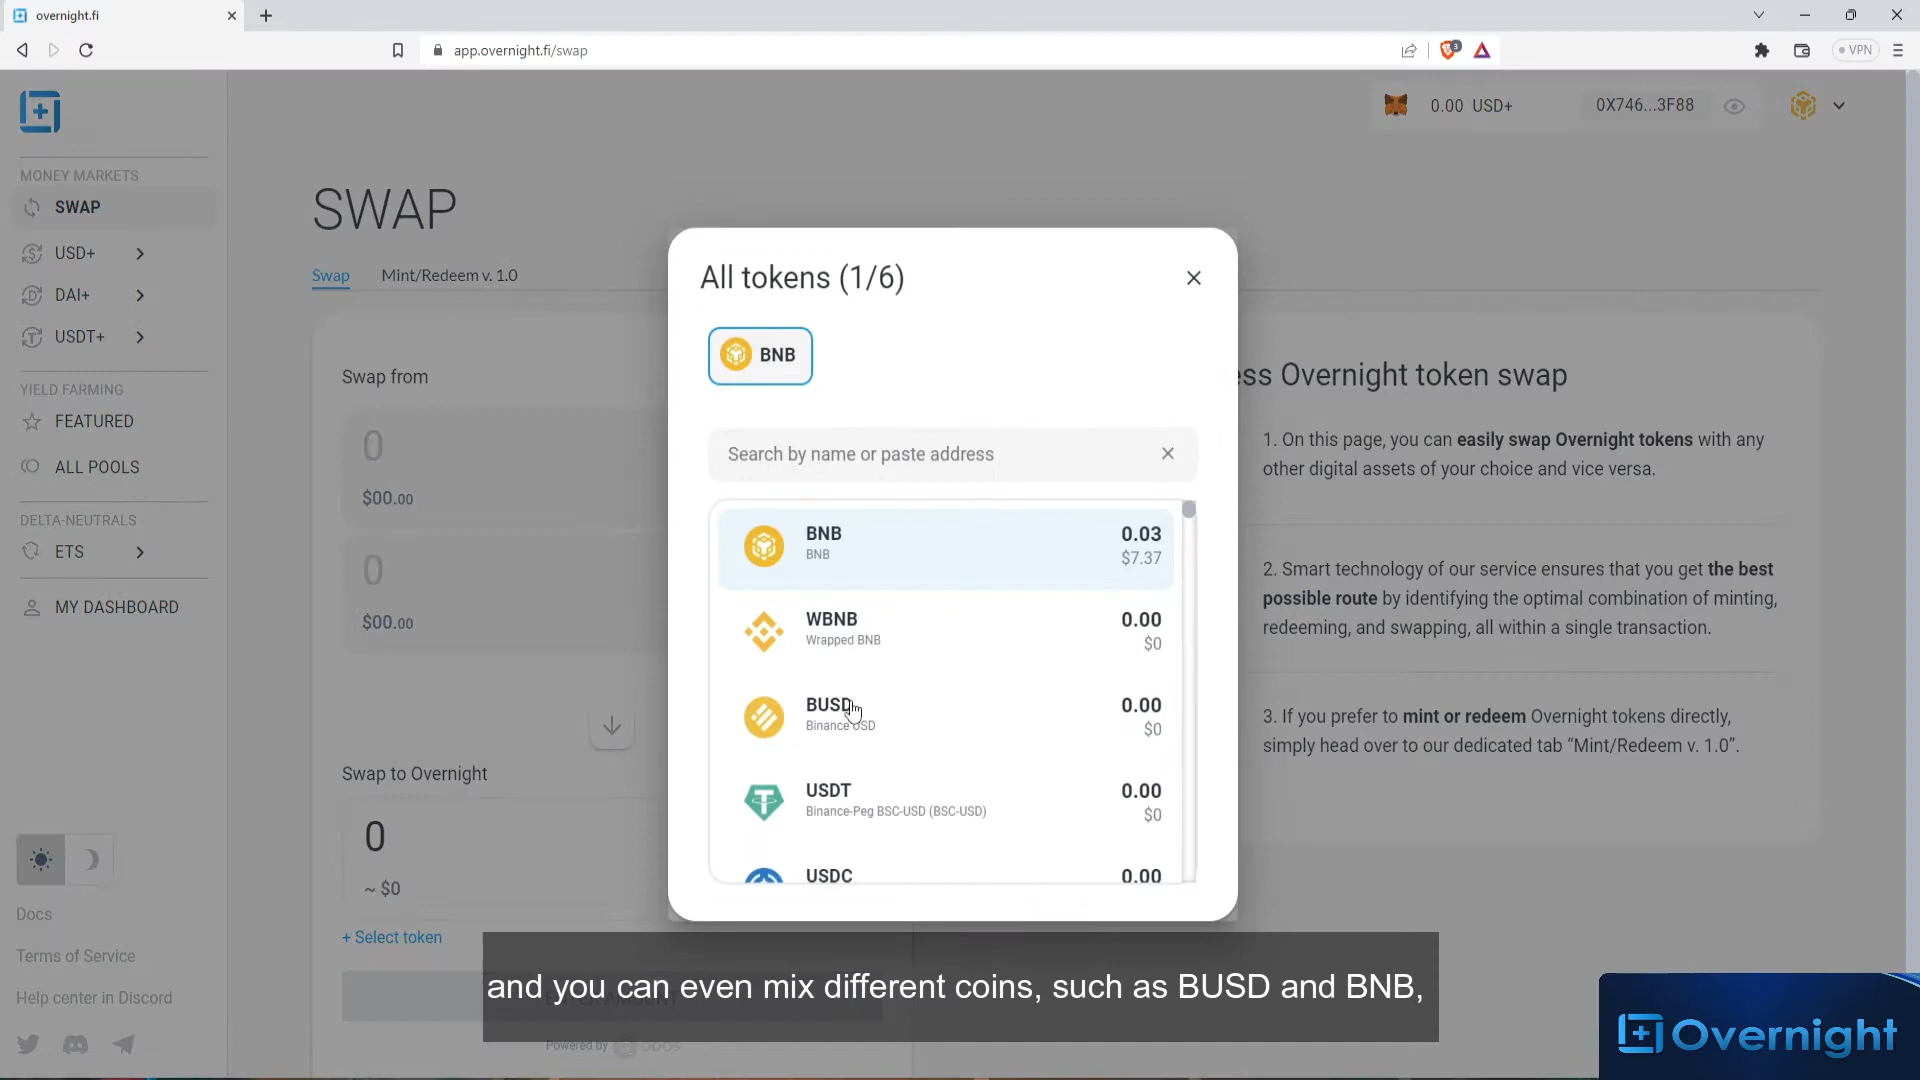 overnight.fi
app.overnight.fi/swap
VPN
0.00 USD+
0X746...3F88
MONEY MARKETS
SWAP
USD+
DAI+
USDT+
YIELD FARMING
FEATURED
ALL POOLS
DELTA-NEUTRALS
ETS
MY DASHBOARD
Docs
Terms of Service
Help center in Discord
SWAP
Swap
Mint/Redeem v. 1.0
Swap from
0
$00.00
0
$00.00
Swap to Overnight
0
~ $0
+ Select token
Powered by
All tokens (1/6)
BNB
Search by name or paste address
BNB
BNB
0.03
$7.37
WBNB
Wrapped BNB
0.00
$0
BUSD
Binance USD
0.00
$0
USDT
Binance-Peg BSC-USD (BSC-USD)
0.00
$0
USDC
0.00
ess Overnight token swap
1. On this page, you can easily swap Overnight tokens with any
other digital assets of your choice and vice versa.
2. Smart technology of our service ensures that you get the best
possible route by identifying the optimal combination of minting,
redeeming, and swapping, all within a single transaction.
3. If you prefer to mint or redeem Overnight tokens directly,
simply head over to our dedicated tab “Mint/Redeem v. 1.0”.
and you can even mix different coins, such as BUSD and BNB,
Overnight